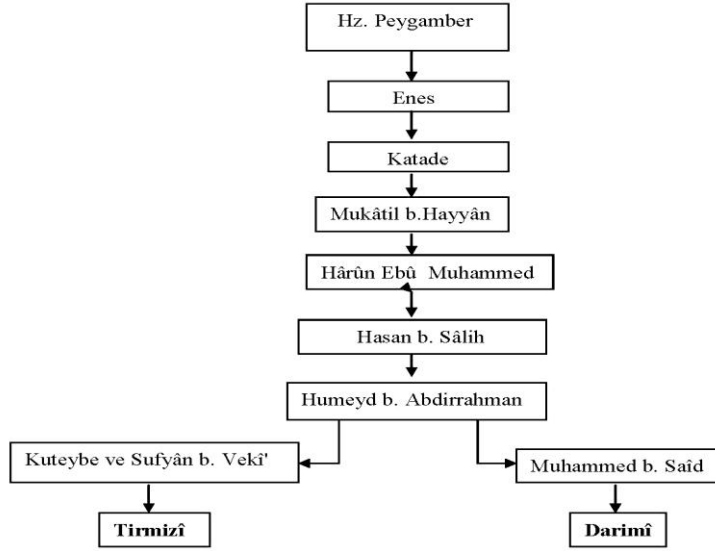 Hz. Peygamber
Enes
Katade
Mukâtil b.Hayyân
Hârûn Ebû Muhammed
Hasan b. Sâlih
Humeyd b. Abdirrahman
Kuteybe ve Sufyân b. Vekî'
Muhammed b. Saîd
Tirmizî
Darimî